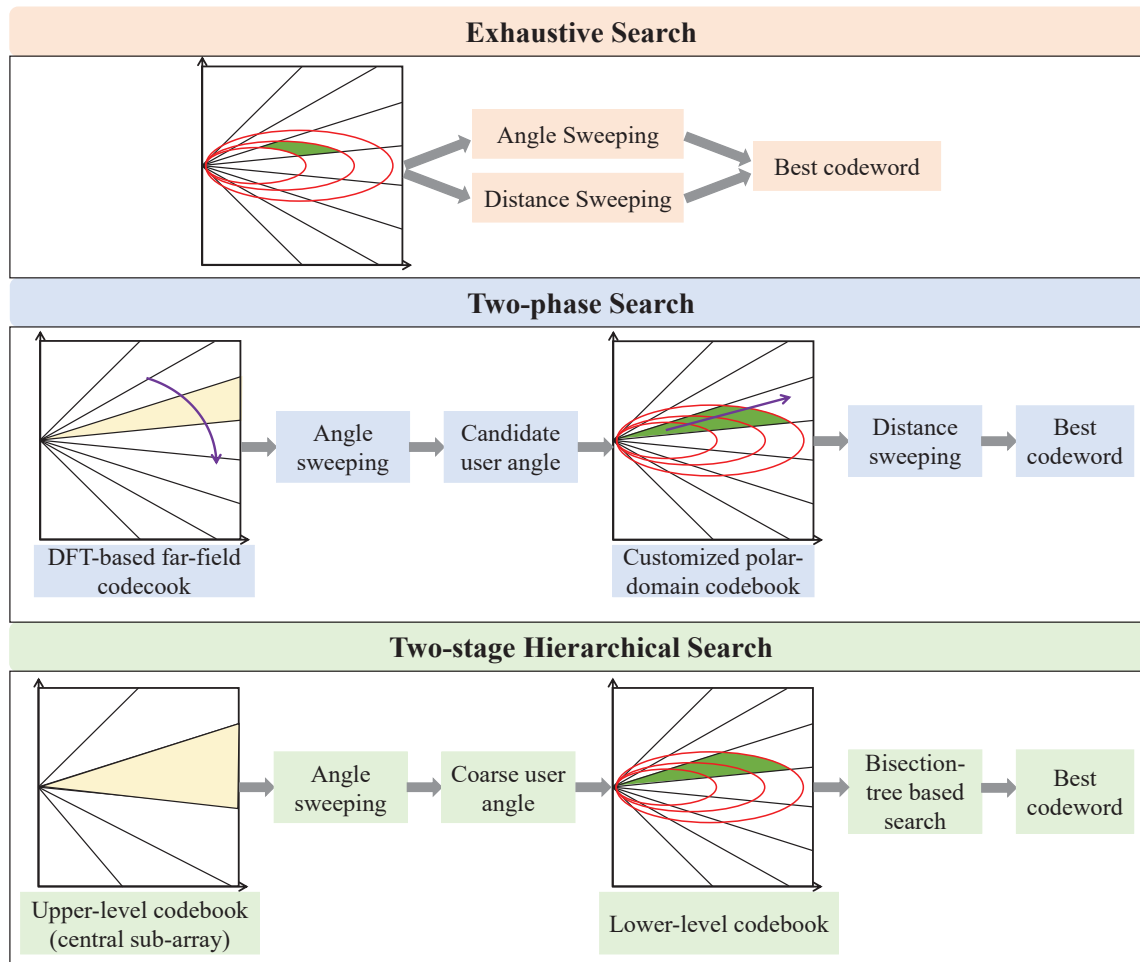 Exhaustive Search
Angle Sweeping
Distance Sweeping
Best codeword
Two-phase Search
Angle
sweeping
Candidate
user angle
Distance
sweeping
Best
codeword
DFT-based far-field
codecook
Customized polar-
domain codebook
Two-stage Hierarchical Search
Angle
sweeping
Coarse user
angle
Bisection-
tree based
search
Best
codeword
Upper-level codebook
(central sub-array)
Lower-level codebook